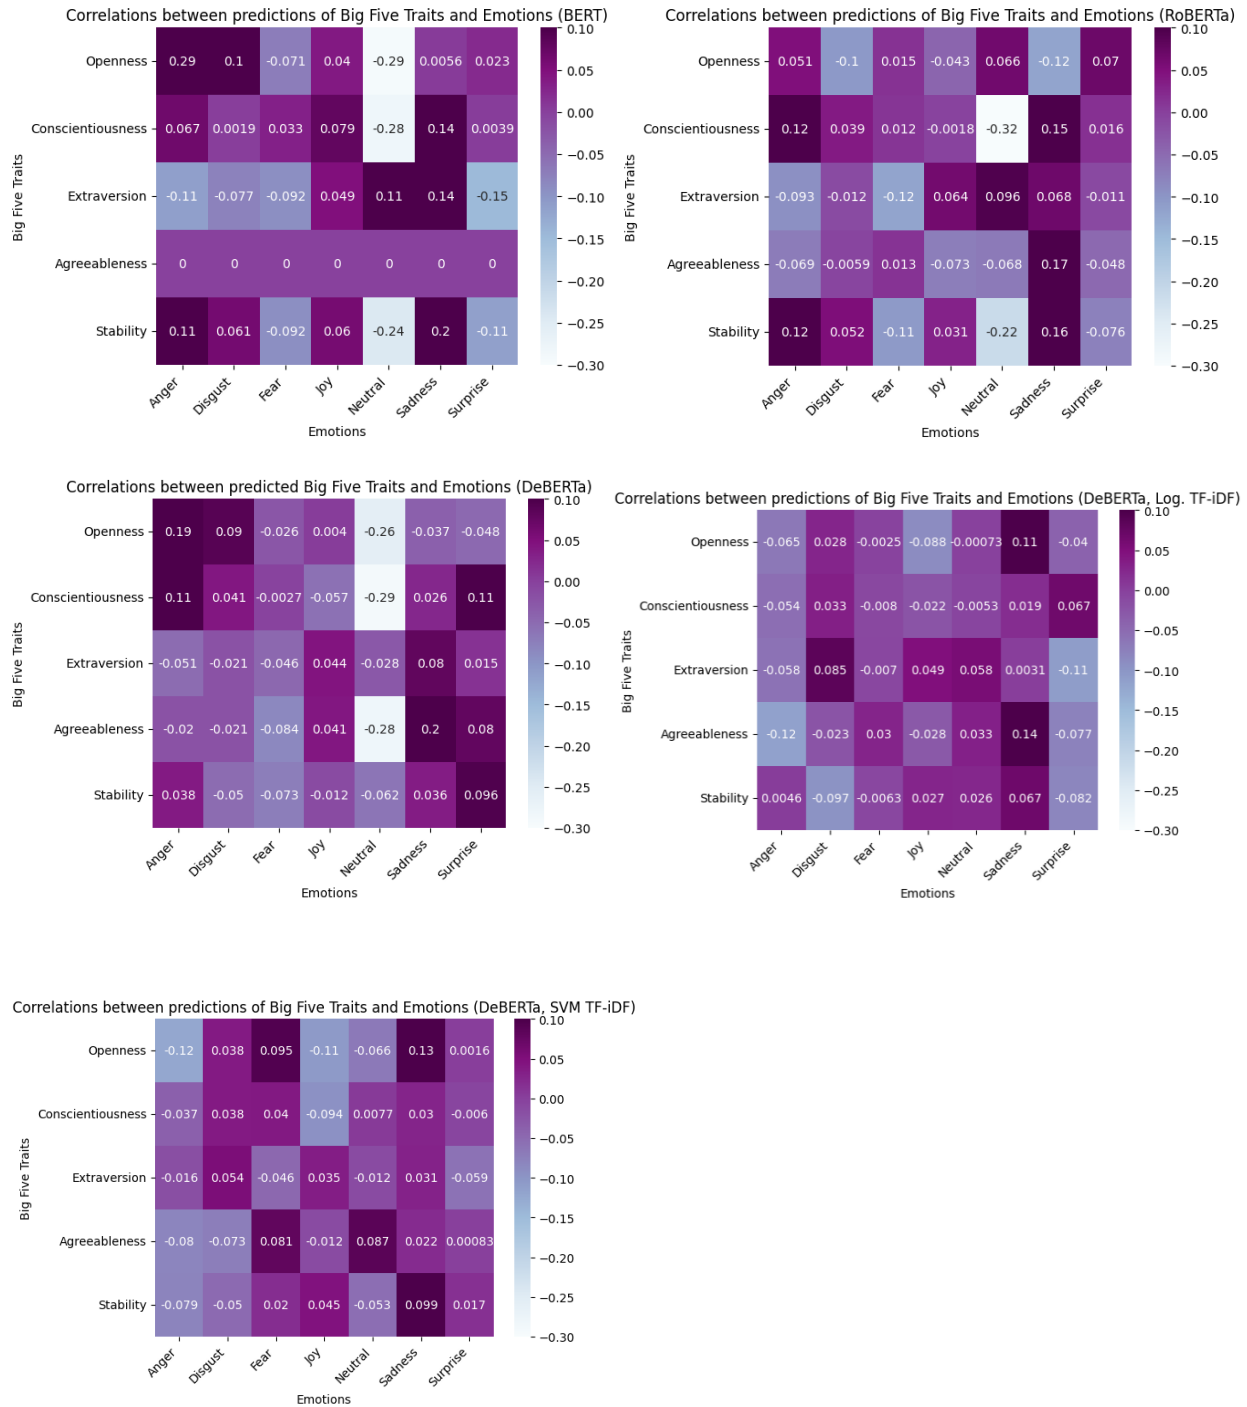 Correlations between predictions of Big Five Traits and Emotions (BERT)
Big Five Traits
Openness 0.29 0.1 -0.071 0.04 -0.29 0.0056 0.023
Conscientiousness 0.067 0.0019 0.033 0.079 -0.28 0.14 0.0039
Extraversion -0.11 -0.077 -0.092 0.049 0.11 0.14 -0.15
Agreeableness 0 0 0 0 0 0 0
Stability 0.11 0.061 -0.092 0.06 -0.24 0.2 -0.11
Anger Disgust Fear Joy Neutral Sadness Surprise
Emotions
0.10
0.05
0.00
−0.05
−0.10
−0.15
−0.20
−0.25
−0.30
Correlations between predictions of Big Five Traits and Emotions (RoBERTa)
Big Five Traits
Openness 0.051 -0.1 0.015 -0.043 0.066 -0.12 0.07
Conscientiousness 0.12 0.039 0.012 -0.0018 -0.32 0.15 0.016
Extraversion -0.093 -0.012 -0.12 0.064 0.096 0.068 -0.011
Agreeableness -0.069 -0.0059 0.013 -0.073 -0.068 0.17 -0.048
Stability 0.12 0.052 -0.11 0.031 -0.22 0.16 -0.076
Anger Disgust Fear Joy Neutral Sadness Surprise
Emotions
0.10
0.05
0.00
−0.05
−0.10
−0.15
−0.20
−0.25
−0.30
Correlations between predicted Big Five Traits and Emotions (DeBERTa)
Big Five Traits
Openness 0.19 0.09 -0.026 0.004 -0.26 -0.037 -0.048
Conscientiousness 0.11 0.041 -0.0027 -0.057 -0.29 0.026 0.11
Extraversion -0.051 -0.021 -0.046 0.044 -0.028 0.08 0.015
Agreeableness -0.02 -0.021 -0.084 0.041 -0.28 0.2 0.08
Stability 0.038 -0.05 -0.073 -0.012 -0.062 0.036 0.096
Anger Disgust Fear Joy Neutral Sadness Surprise
Emotions
0.10
0.05
0.00
−0.05
−0.10
−0.15
−0.20
−0.25
−0.30
Correlations between predictions of Big Five Traits and Emotions (DeBERTa, Log. TF-iDF)
Big Five Traits
Openness -0.065 0.028 -0.0025 -0.088 -0.00073 0.11 -0.04
Conscientiousness -0.054 0.033 -0.008 -0.022 -0.0053 0.019 0.067
Extraversion -0.058 0.085 -0.007 0.049 0.058 0.0031 -0.11
Agreeableness -0.12 -0.023 0.03 -0.028 0.033 0.14 -0.077
Stability 0.0046 -0.097 -0.0063 0.027 0.026 0.067 -0.082
Anger Disgust Fear Joy Neutral Sadness Surprise
Emotions
0.10
0.05
0.00
−0.05
−0.10
−0.15
−0.20
−0.25
−0.30
Correlations between predictions of Big Five Traits and Emotions (DeBERTa, SVM TF-iDF)
Big Five Traits
Openness -0.12 0.038 0.095 -0.11 -0.066 0.13 0.0016
Conscientiousness -0.037 0.038 0.04 -0.094 0.0077 0.03 -0.006
Extraversion -0.016 0.054 -0.046 0.035 -0.012 0.031 -0.059
Agreeableness -0.08 -0.073 0.081 -0.012 0.087 0.022 0.00083
Stability -0.079 -0.05 0.02 0.045 -0.053 0.099 0.017
Anger Disgust Fear Joy Neutral Sadness Surprise
Emotions
0.10
0.05
0.00
−0.05
−0.10
−0.15
−0.20
−0.25
−0.30